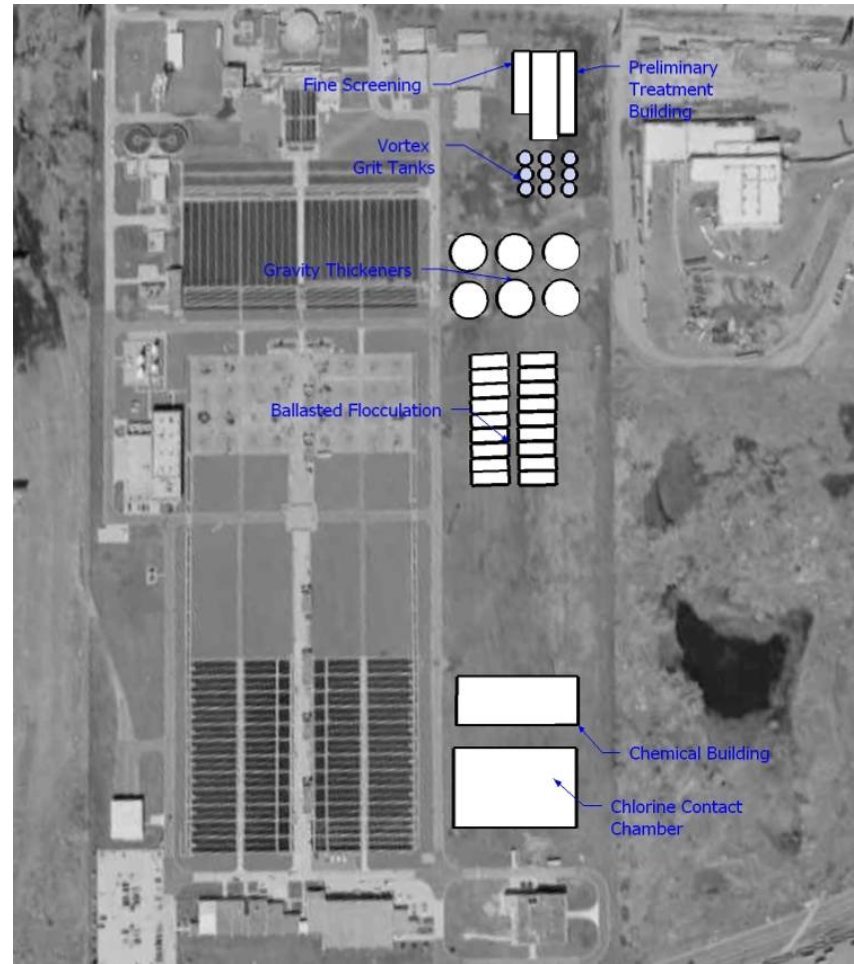 Fine Screening
Preliminary
Treatment
Building
Vortex
Grit Tanks
Gravity Thickeners
Ballasted Flocculation
Chemical Building
Chlorine Contact
Chamber